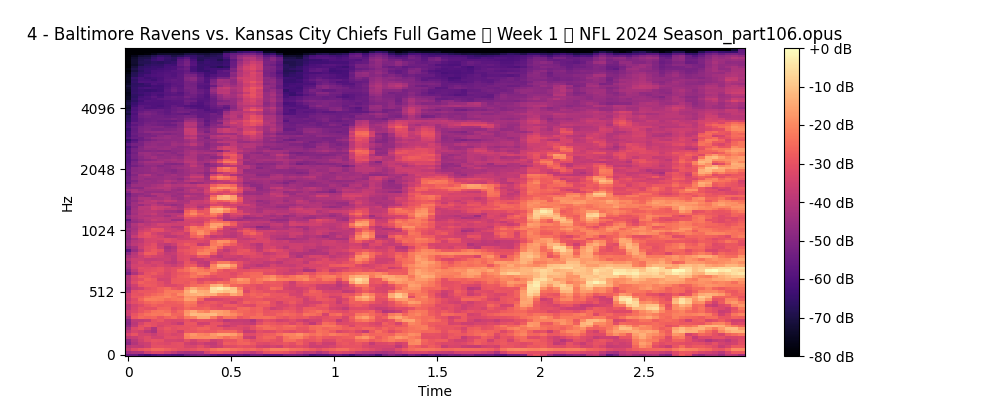 4 - Baltimore Ravens vs. Kansas City Chiefs Full Game ▯ Week 1 ▯ NFL 2024 Season_part106.opus
+0 dB
-10 dB
-20 dB
-30 dB
-40 dB
-50 dB
-60 dB
-70 dB
-80 dB
Hz
4096
2048
1024
512
0
0
0.5
1
1.5
2
2.5
Time